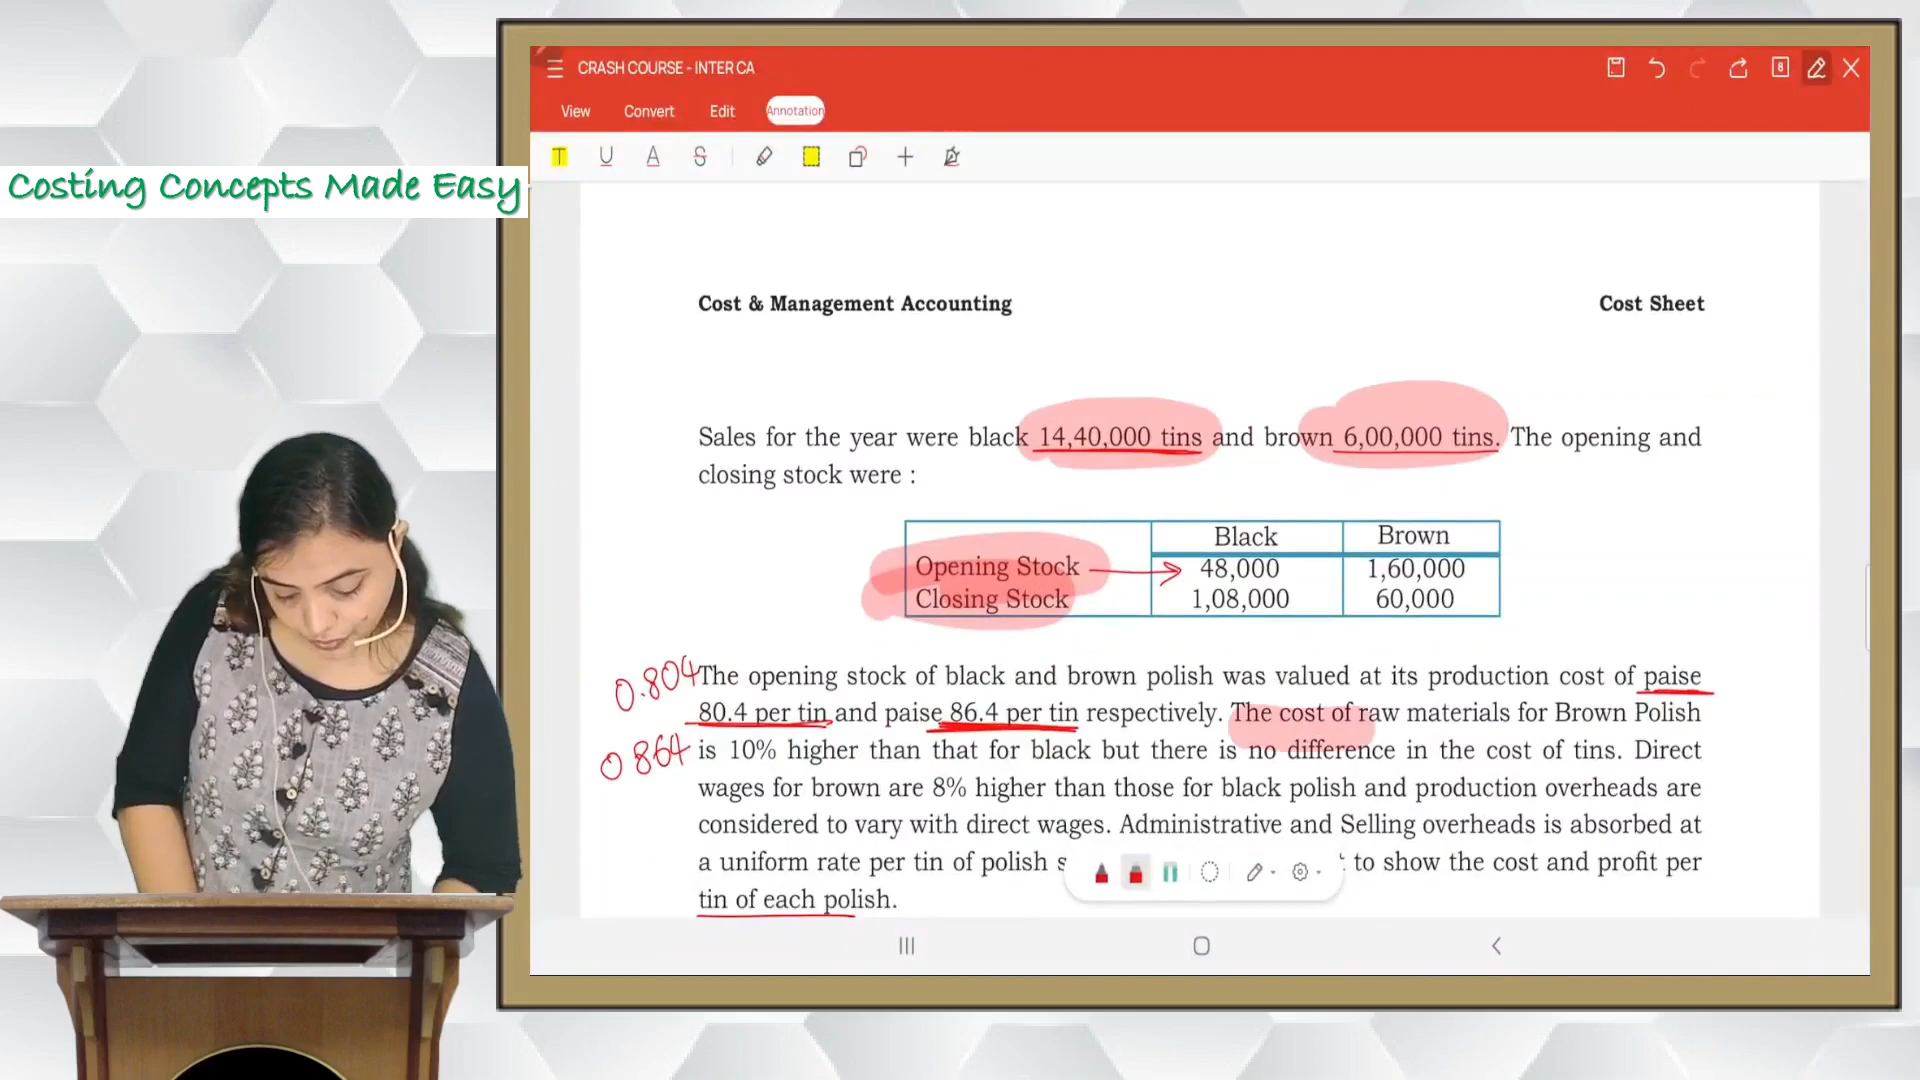 CRASH COURSE - INTER CA
View Convert Edit Annotation
T U A S
Costing Concepts Made Easy
Cost & Management Accounting Cost Sheet
Sales for the year were black 14,40,000 tins and brown 6,00,000 tins. The opening and
closing stock were :
Black Brown
Opening Stock 48,000 1,60,000
Closing Stock 1,08,000 60,000
0.804 The opening stock of black and brown polish was valued at its production cost of paise
80.4 per tin and paise 86.4 per tin respectively. The cost of raw materials for Brown Polish
0.864 is 10% higher than that for black but there is no difference in the cost of tins. Direct
wages for brown are 8% higher than those for black polish and production overheads are
considered to vary with direct wages. Administrative and Selling overheads is absorbed at
a uniform rate per tin of polish s to show the cost and profit per
tin of each polish.